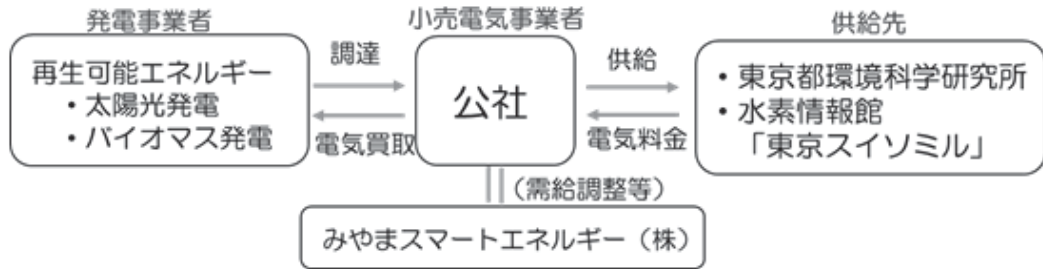 発電事業者
再生可能エネルギー
・太陽光発電
・バイオマス発電
調達
電気買取
小売電気事業者
公社
供給
電気料金
供給先
・東京都環境科学研究所
・水素情報館
「東京スイソミル」
（需給調整等）
みやまスマートエネルギー（株）